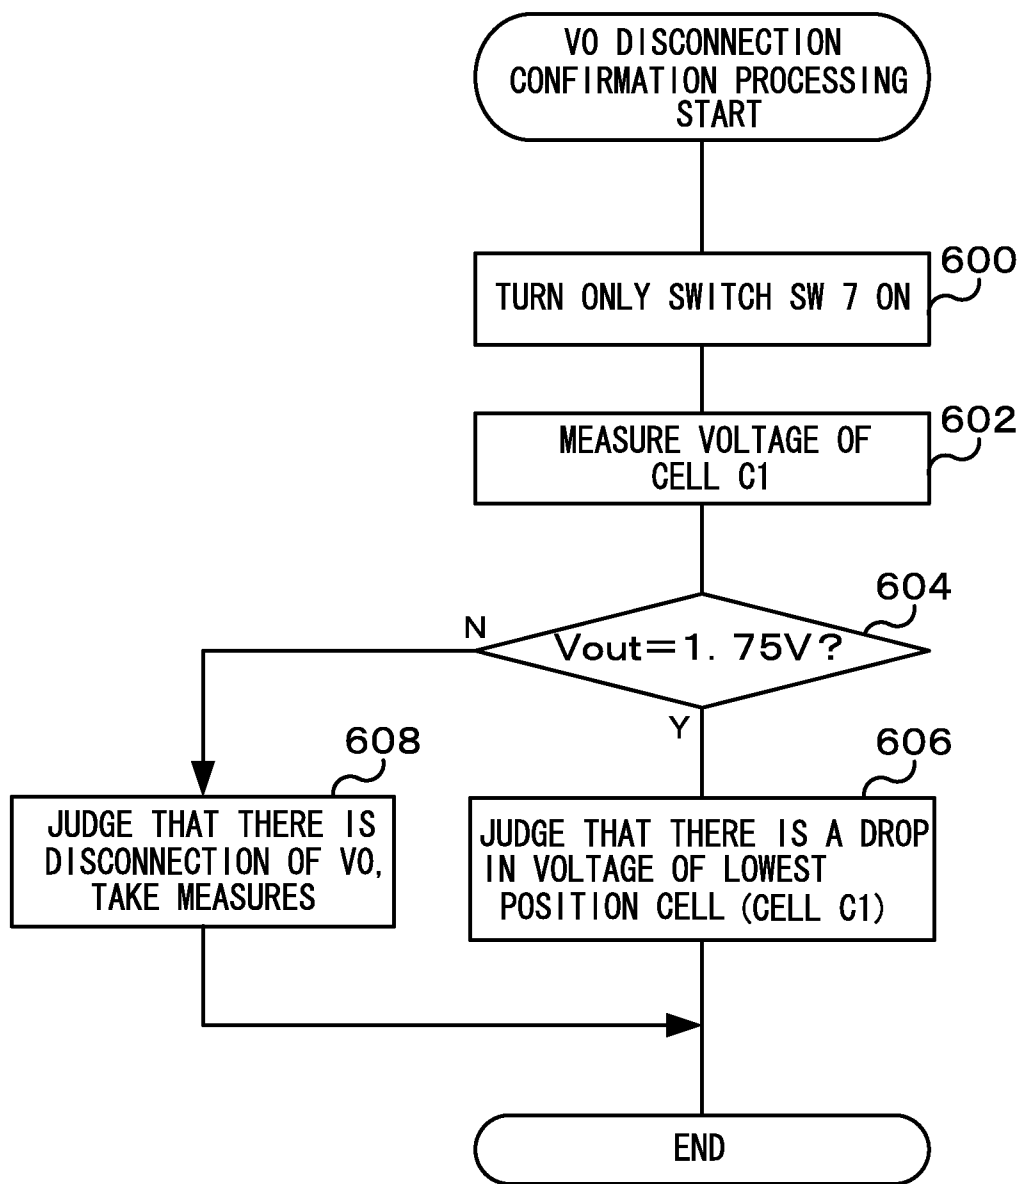 V0 DISCONNECTION
CONFIRMATION PROCESSING
START
600
TURN ONLY SWITCH SW 7 ON
602
MEASURE VOLTAGE OF
CELL C1
604
N
Vout=1. 75V?
Y
608
JUDGE THAT THERE IS
DISCONNECTION OF V0,
TAKE MEASURES
606
JUDGE THAT THERE IS A DROP
IN VOLTAGE OF LOWEST
POSITION CELL (CELL C1)
END